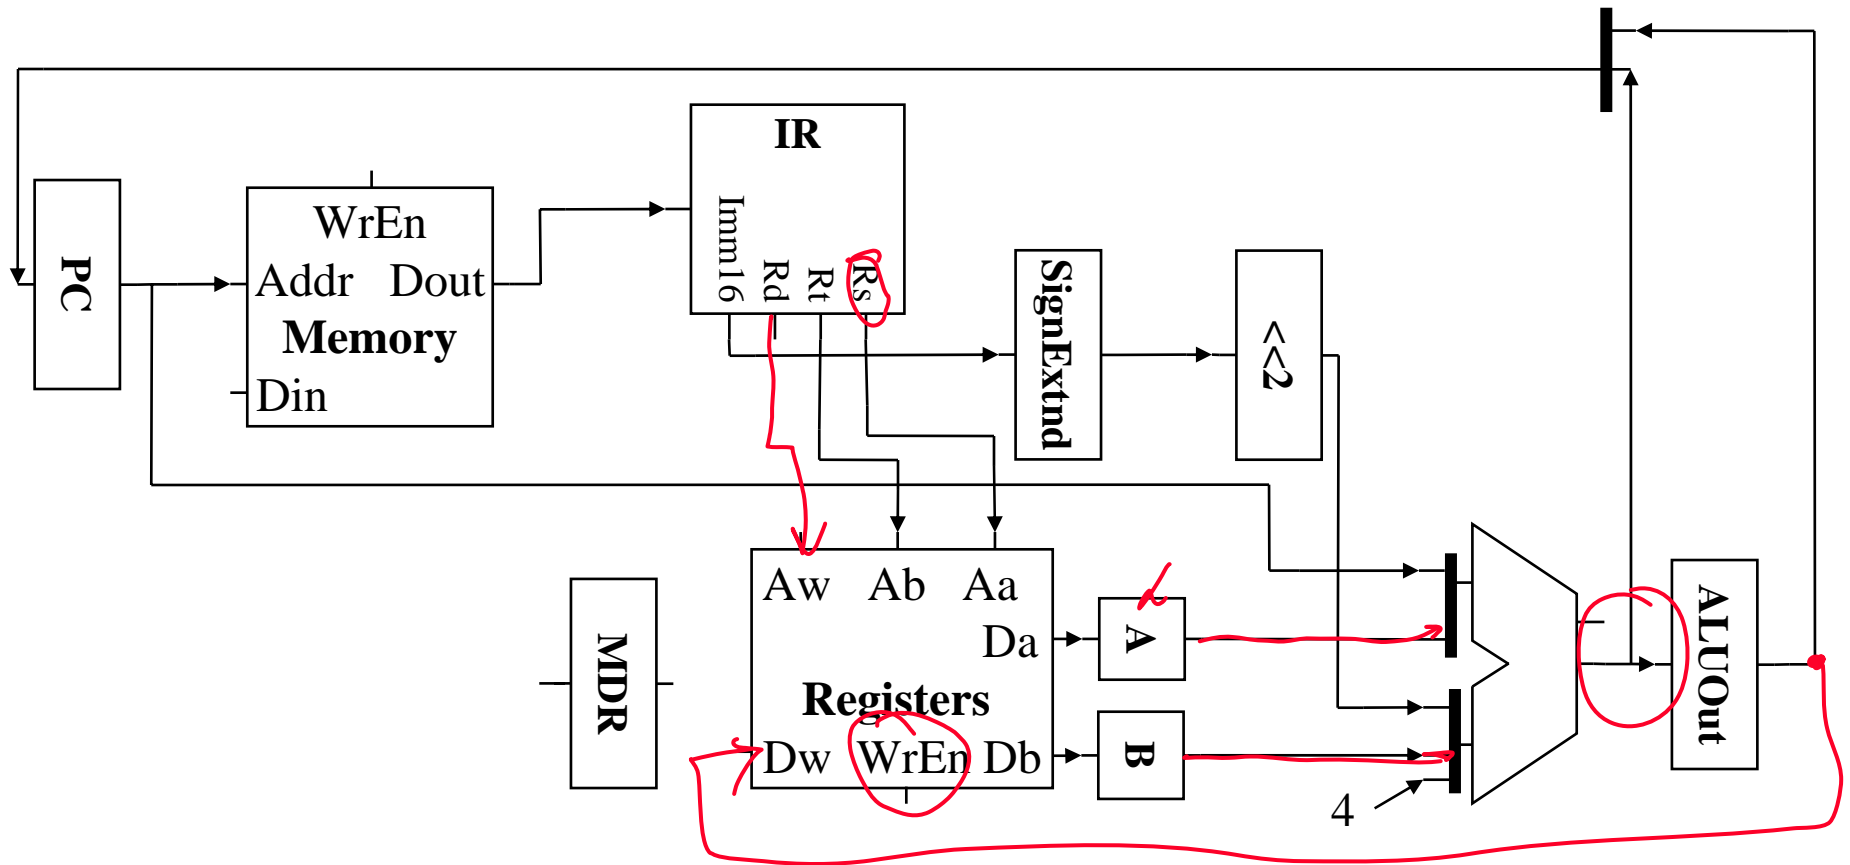 IR
Imm16
Rd
Rt
Rs
PC
WrEn
Addr Dout
Memory
Din
SignExtnd
<<2
MDR
Aw Ab Aa
Da
Registers
Dw WrEn Db
A
B
4
ALUOut